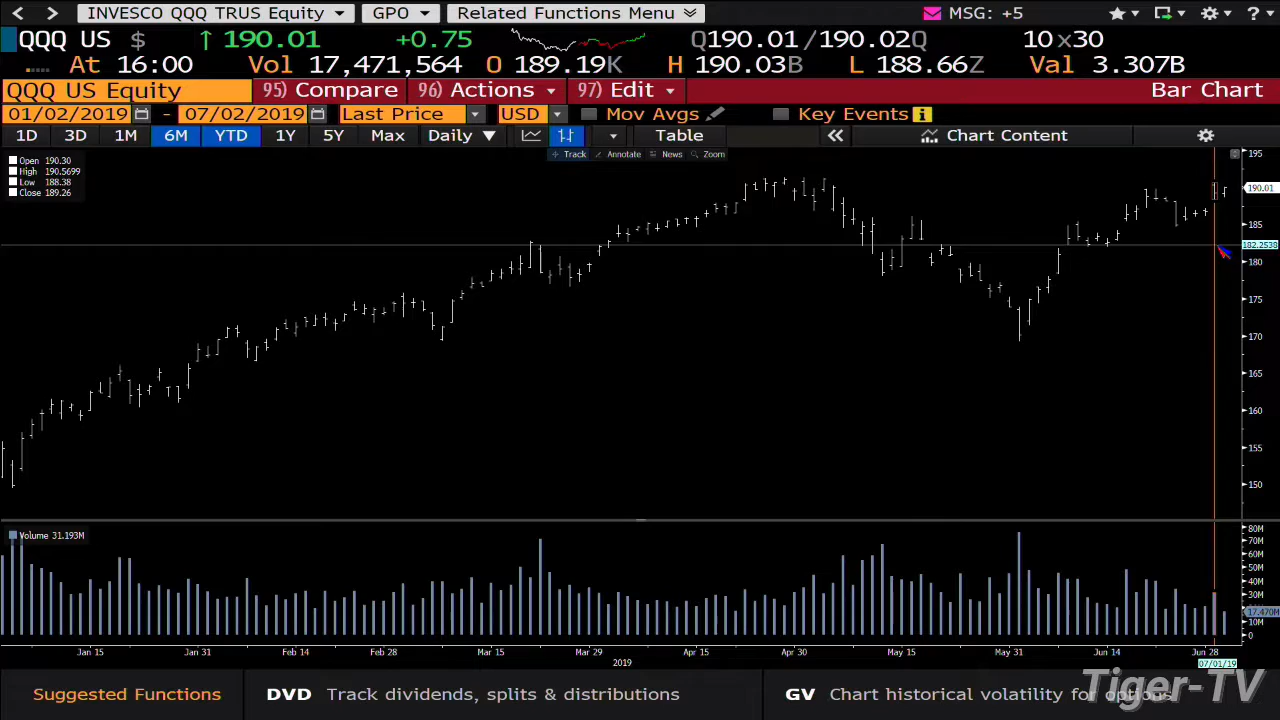 INVESCO QQQ TRUS Equity GPO Related Functions Menu MSG: +5 ?
QQQ US $ ↑ 190.01 +0.75 Q190.01/190.02Q 10x30
At 16:00 Vol 17,471,564 O 189.19K H 190.03B L 188.66Z Val 3.307B
QQQ US Equity 95) Compare 96) Actions 97) Edit Bar Chart
01/02/2019 - 07/02/2019 Last Price USD Mov Avgs Key Events i
1D 3D 1M 6M YTD 1Y 5Y Max Daily ▼ Table « Chart Content
Track Annotate News Zoom
Open 190.30
High 190.5699
Low 188.38
Close 189.26
195
190.01
185
182.2538
180
175
170
165
160
155
150
Volume 31.193M
80M
70M
60M
50M
40M
30M
17.470M
10M
0
Jan 15 Jan 31 Feb 14 Feb 28 Mar 15 Mar 29 Apr 15 Apr 30 May 15 May 31 Jun 14 Jun 28
2019 07/01/19
Suggested Functions DVD Track dividends, splits & distributions GV Chart historical volatility for options
Tiger-TV